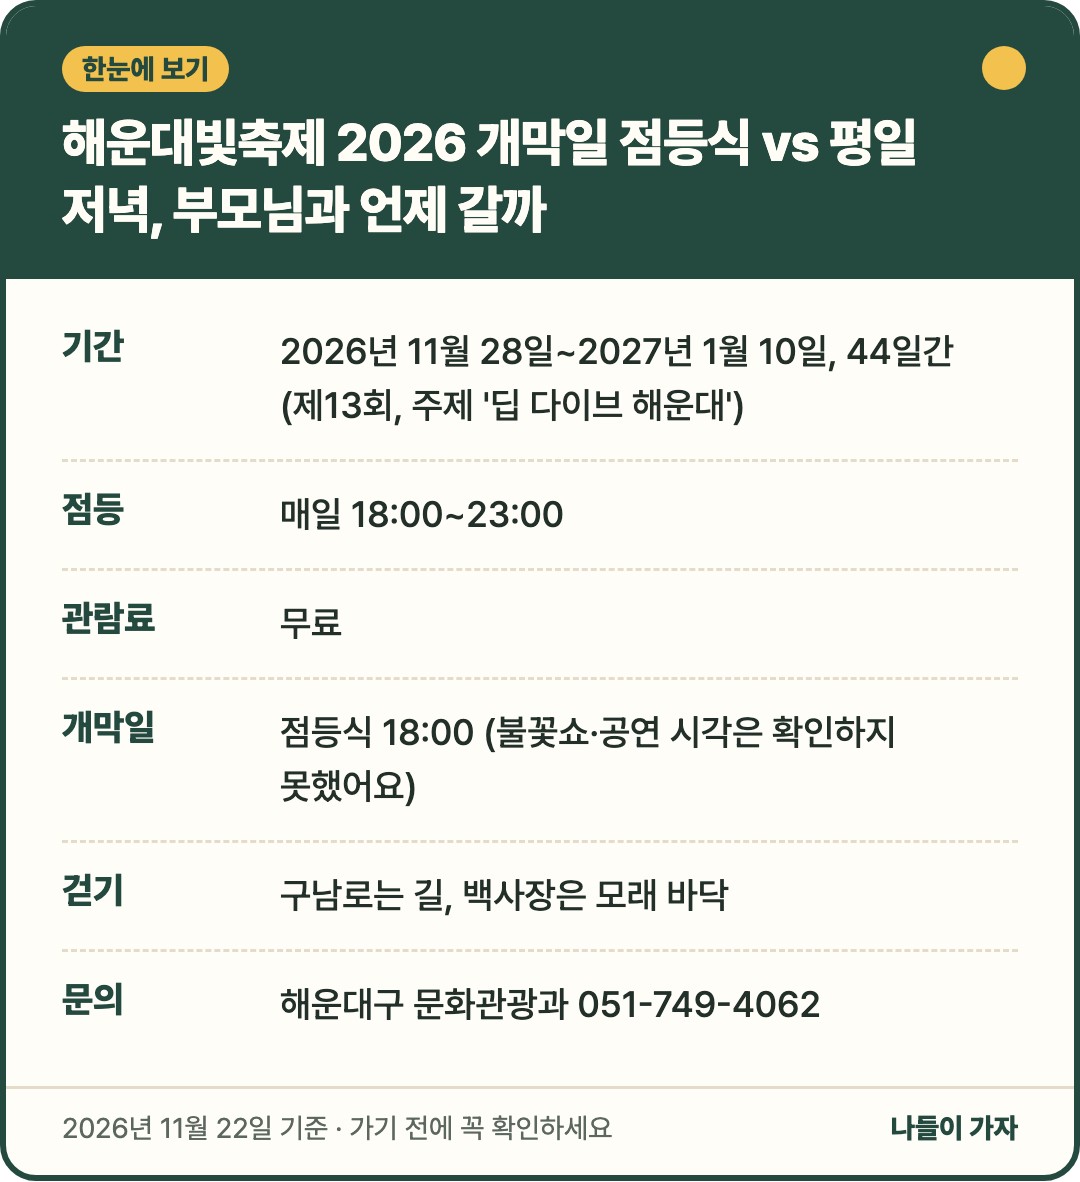 한눈에 보기
해운대빛축제 2026 개막일 점등식 vs 평일
저녁, 부모님과 언제 갈까
기간
2026년 11월 28일~2027년 1월 10일, 44일간
(제13회, 주제 '딥 다이브 해운대')
점등
매일 18:00~23:00
관람료
무료
개막일
점등식 18:00 (불꽃쇼·공연 시각은 확인하지
못했어요)
걷기
구남로는 길, 백사장은 모래 바닥
문의
해운대구 문화관광과 051-749-4062
2026년 11월 22일 기준 · 가기 전에 꼭 확인하세요
나들이 가자